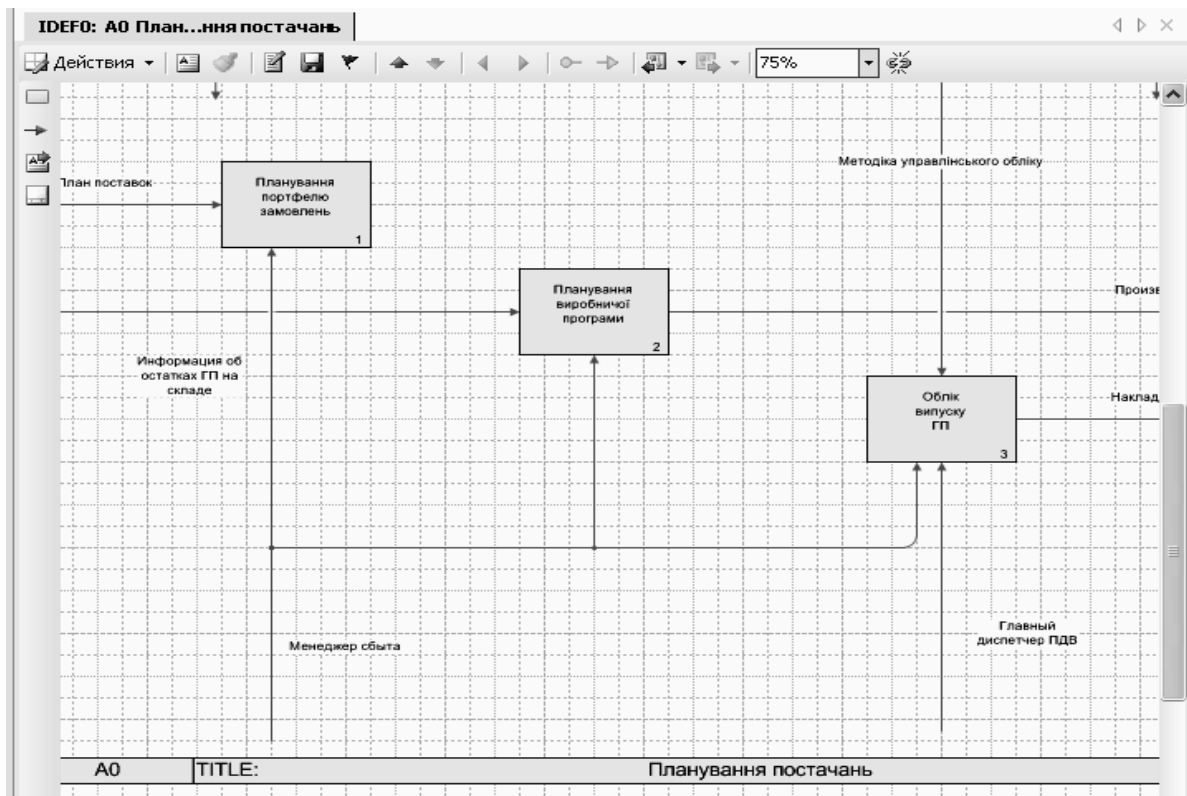 IDEF0: A0 План...ння постачань
Действия
75%
Методіка управлінського обліку
План поставок
Планування
портфелю
замовлень
1
Планування
виробничої
програми
2
Произв
Информация об
остатках ГП на
складе
Облік
випуску
ГП
3
Наклад
Главный
диспетчер ПДВ
Менеджер сбыта
A0
TITLE:
Планування постачань